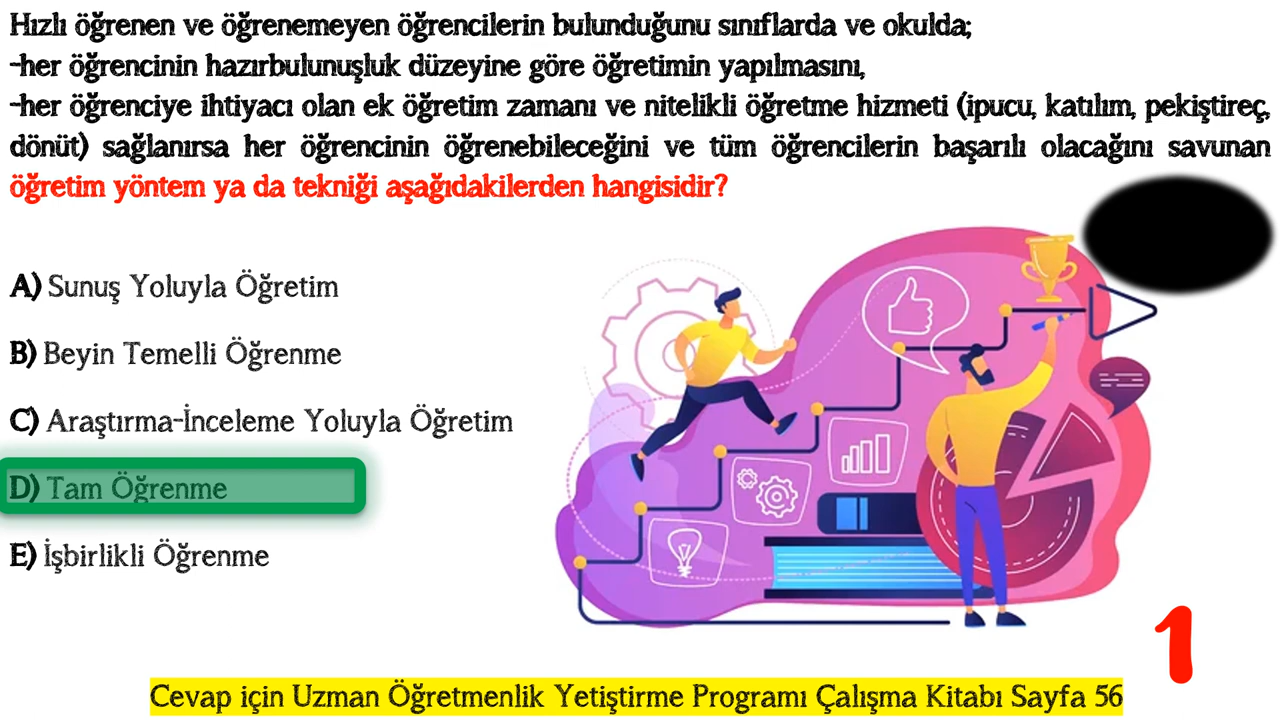 Hızlı öğrenen ve öğrenemeyen öğrencilerin bulunduğunu sınıflarda ve okulda;
-her öğrencinin hazırbulunuşluk düzeyine göre öğretimin yapılmasını,
-her öğrenciye ihtiyacı olan ek öğretim zamanı ve nitelikli öğretme hizmeti (ipucu, katılım, pekiştireç,
dönüt) sağlanırsa her öğrencinin öğrenebileceğini ve tüm öğrencilerin başarılı olacağını savunan
öğretim yöntem ya da tekniği aşağıdakilerden hangisidir?
A) Sunuş Yoluyla Öğretim
B) Beyin Temelli Öğrenme
C) Araştırma-İnceleme Yoluyla Öğretim
D) Tam Öğrenme
E) İşbirlikli Öğrenme
1
Cevap için Uzman Öğretmenlik Yetiştirme Programı Çalışma Kitabı Sayfa 56